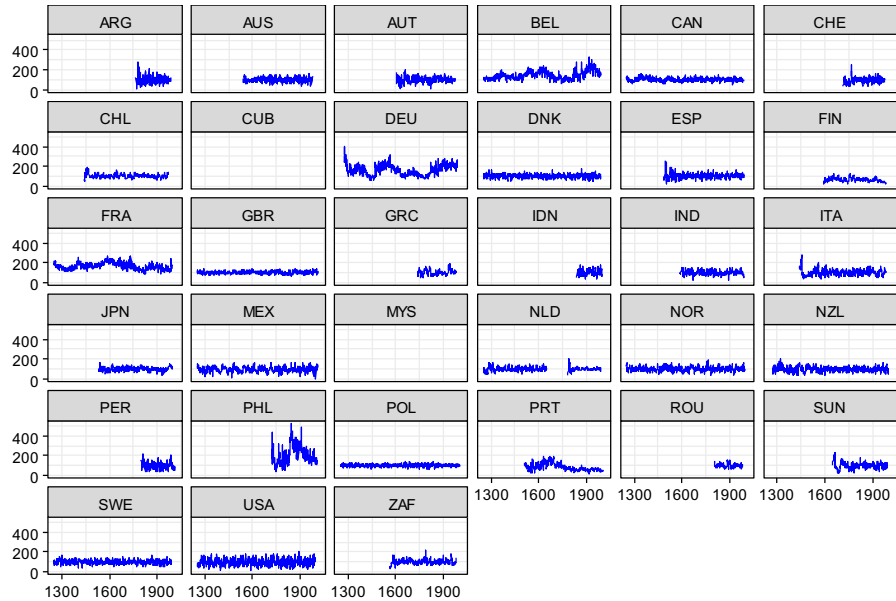 ARG AUS AUT BEL CAN CHE
400
200
0
CHL CUB DEU DNK ESP FIN
400
200
0
FRA GBR GRC IDN IND ITA
400
200
0
JPN MEX MYS NLD NOR NZL
400
200
0
PER PHL POL PRT ROU SUN
400
200
0
1300 1600 1900 1300 1600 1900 1300 1600 1900
SWE USA ZAF
400
200
0
1300 1600 1900 1300 1600 1900 1300 1600 1900